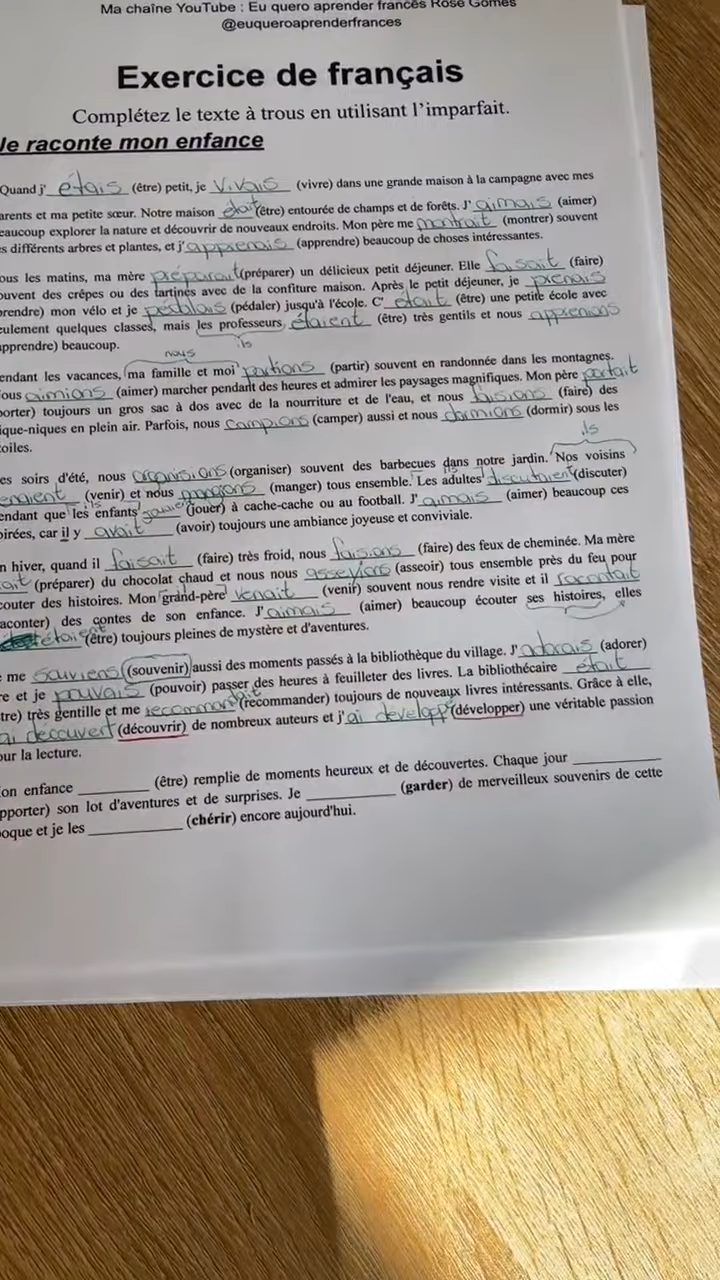 Ma chaîne YouTube : Eu quero aprender francês Rose Gomes
@euqueroaprenderfrances
Exercice de français
Complétez le texte à trous en utilisant l'imparfait.
Je raconte mon enfance
Quand j' étais (être) petit, je vivais (vivre) dans une grande maison à la campagne avec mes
arents et ma petite sœur. Notre maison était (être) entourée de champs et de forêts. J' aimais (aimer)
eaucoup explorer la nature et découvrir de nouveaux endroits. Mon père me montrait (montrer) souvent
s différents arbres et plantes, et j' apprenais (apprendre) beaucoup de choses intéressantes.
ous les matins, ma mère préparait (préparer) un délicieux petit déjeuner. Elle faisait (faire)
ouvent des crêpes ou des tartines avec de la confiture maison. Après le petit déjeuner, je prenais
prendre) mon vélo et je (pédaler) jusqu'à l'école. C' était (être) une petite école avec
eulement quelques classes, mais les professeurs étaient (être) très gentils et nous apprenions
apprendre) beaucoup. ils
nous
endant les vacances, ma famille et moi partions (partir) souvent en randonnée dans les montagnes.
ous aimions (aimer) marcher pendant des heures et admirer les paysages magnifiques. Mon père portait
porter) toujours un gros sac à dos avec de la nourriture et de l'eau, et nous faisions (faire) des
ique-niques en plein air. Parfois, nous campions (camper) aussi et nous dormions (dormir) sous les
toiles.
ils
es soirs d'été, nous organisions (organiser) souvent des barbecues dans notre jardin. Nos voisins
enaient (venir) et nous (manger) tous ensemble. Les adultes ils discutaient (discuter)
endant que les enfants ils (jouer) à cache-cache ou au football. J' aimais (aimer) beaucoup ces
oirées, car il y avait (avoir) toujours une ambiance joyeuse et conviviale.
n hiver, quand il faisait (faire) très froid, nous faisions (faire) des feux de cheminée. Ma mère
ait (préparer) du chocolat chaud et nous nous asseyions (asseoir) tous ensemble près du feu pour
couter des histoires. Mon grand-père venait (venir) souvent nous rendre visite et il racontait
aconter) des contes de son enfance. J' aimais (aimer) beaucoup écouter ses histoires, elles
étaient (être) toujours pleines de mystère et d'aventures.
me souviens (souvenir) aussi des moments passés à la bibliothèque du village. J' adorais (adorer)
re et je pouvais (pouvoir) passer des heures à feuilleter des livres. La bibliothécaire était
tre) très gentille et me recommandait (recommander) toujours de nouveaux livres intéressants. Grâce à elle,
ai découvert (découvrir) de nombreux auteurs et j' ai développé (développer) une véritable passion
our la lecture.
on enfance ________ (être) remplie de moments heureux et de découvertes. Chaque jour ________
pporter) son lot d'aventures et de surprises. Je ________ (garder) de merveilleux souvenirs de cette
oque et je les ________ (chérir) encore aujourd'hui.